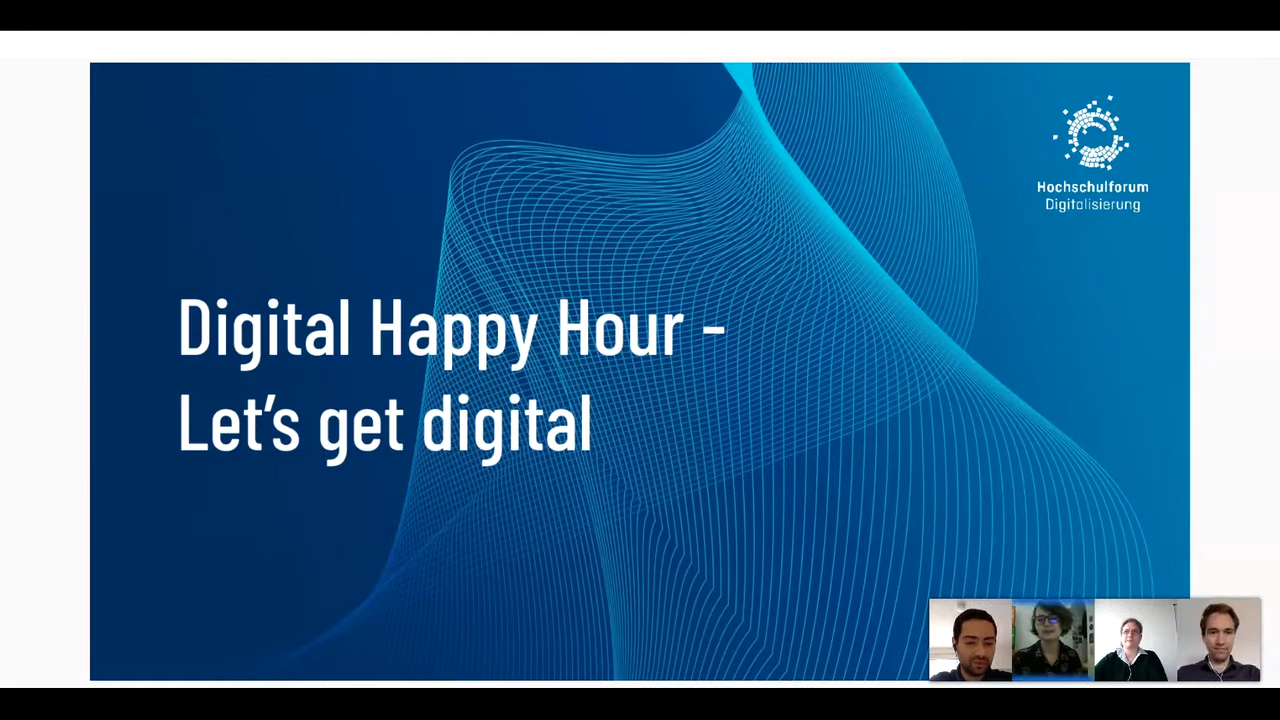 Hochschulforum
Digitalisierung
Digital Happy Hour -
Let’s get digital